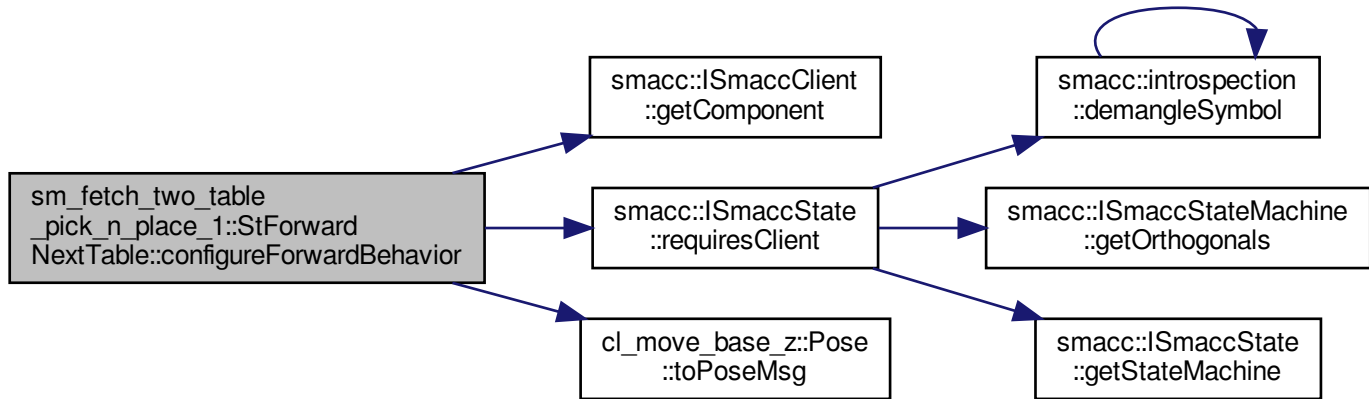 sm_fetch_two_table
_pick_n_place_1::StForward
NextTable::configureForwardBehavior
smacc::ISmaccClient
::getComponent
smacc::ISmaccState
::requiresClient
cl_move_base_z::Pose
::toPoseMsg
smacc::introspection
::demangleSymbol
smacc::ISmaccStateMachine
::getOrthogonals
smacc::ISmaccState
::getStateMachine